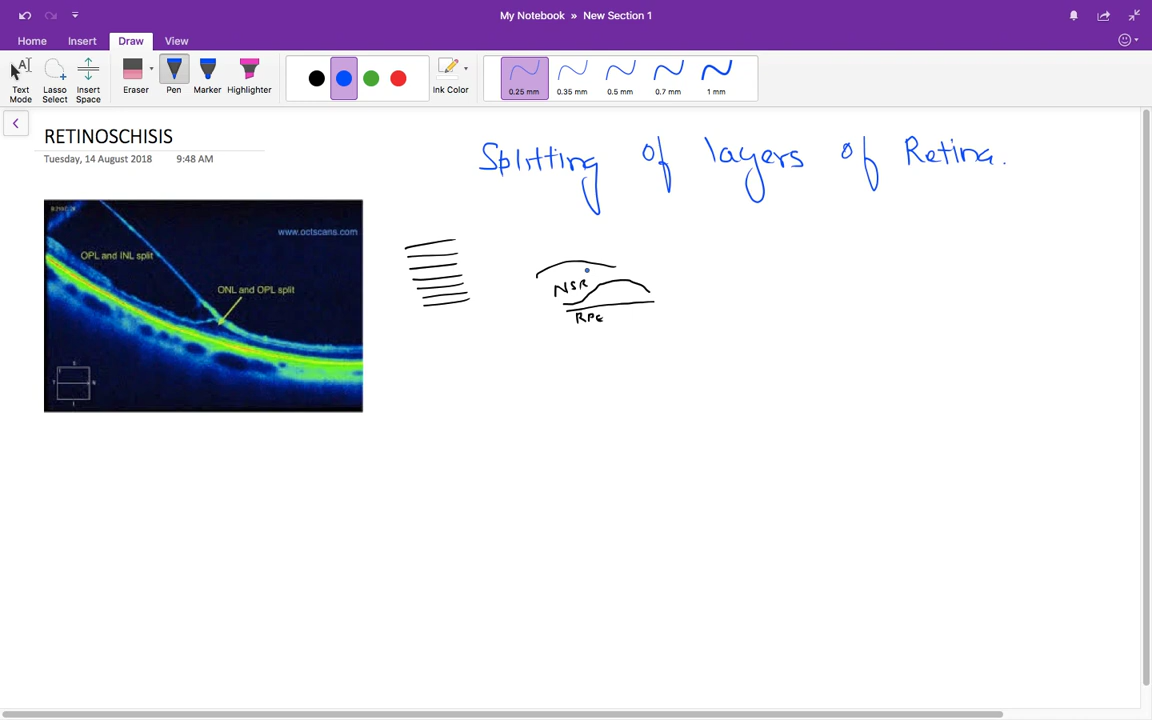 My Notebook » New Section 1
Home Insert Draw View
Text Mode
Lasso Select
Insert Space
Eraser
Pen
Marker
Highlighter
Ink Color
0.25 mm
0.35 mm
0.5 mm
0.7 mm
1 mm
RETINOSCHISIS
Tuesday, 14 August 2018 9:48 AM
Splitting of layers of Retina.
www.octscans.com
OPL and INL split
ONL and OPL split
NSR
RPE